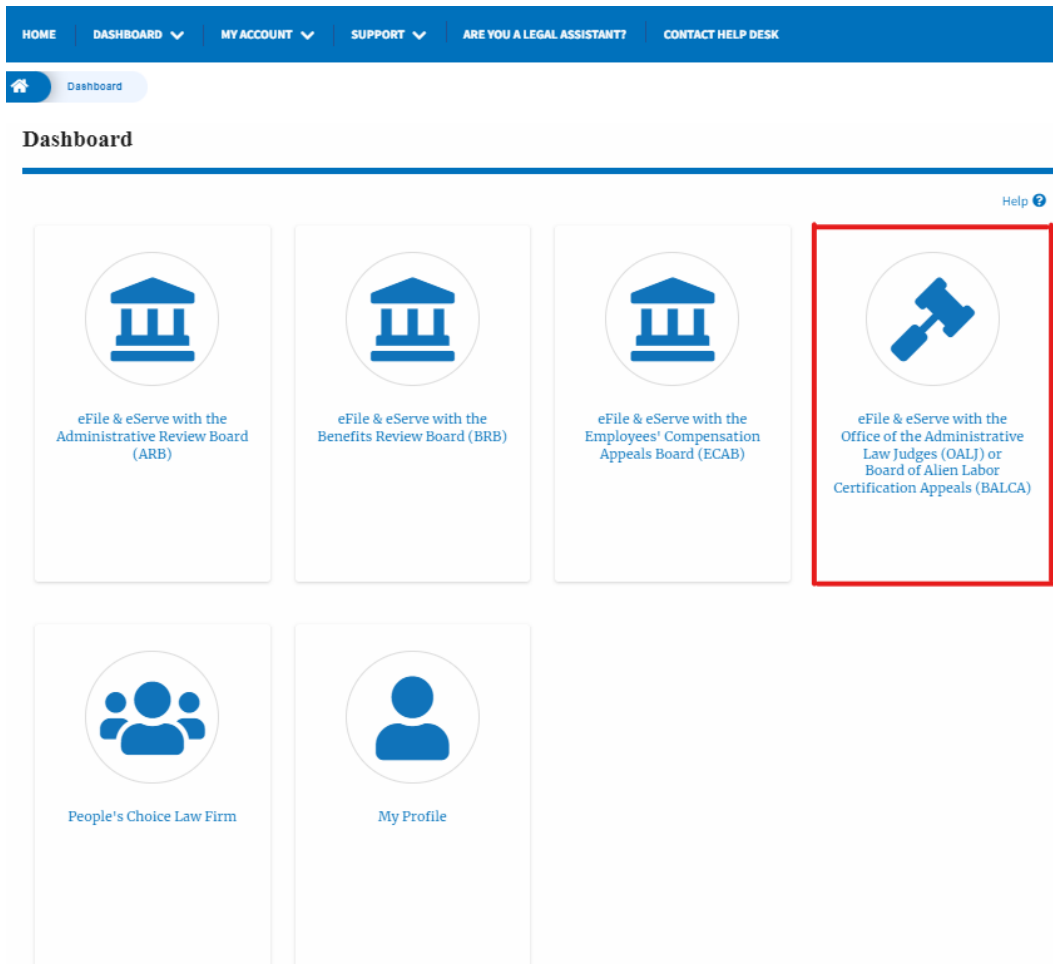 HOME DASHBOARD MY ACCOUNT SUPPORT ARE YOU A LEGAL ASSISTANT? CONTACT HELP DESK
Dashboard
Dashboard
Help
eFile & eServe with the
Administrative Review Board
(ARB)
eFile & eServe with the
Benefits Review Board (BRB)
eFile & eServe with the
Employees' Compensation
Appeals Board (ECAB)
eFile & eServe with the
Office of the Administrative
Law Judges (OALJ) or
Board of Alien Labor
Certification Appeals (BALCA)
People's Choice Law Firm
My Profile